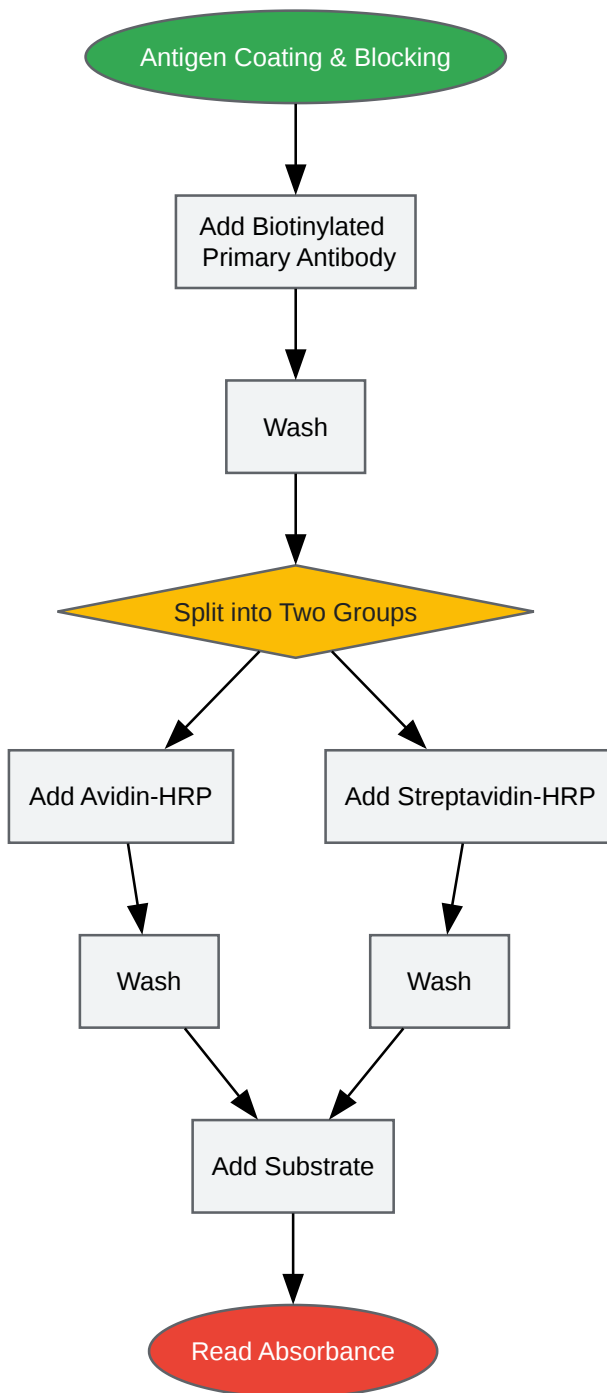 Antigen Coating & Blocking
Add Biotinylated
Primary Antibody
Wash
Split into Two Groups
Add Avidin-HRP
Add Streptavidin-HRP
Wash
Wash
Add Substrate
Read Absorbance